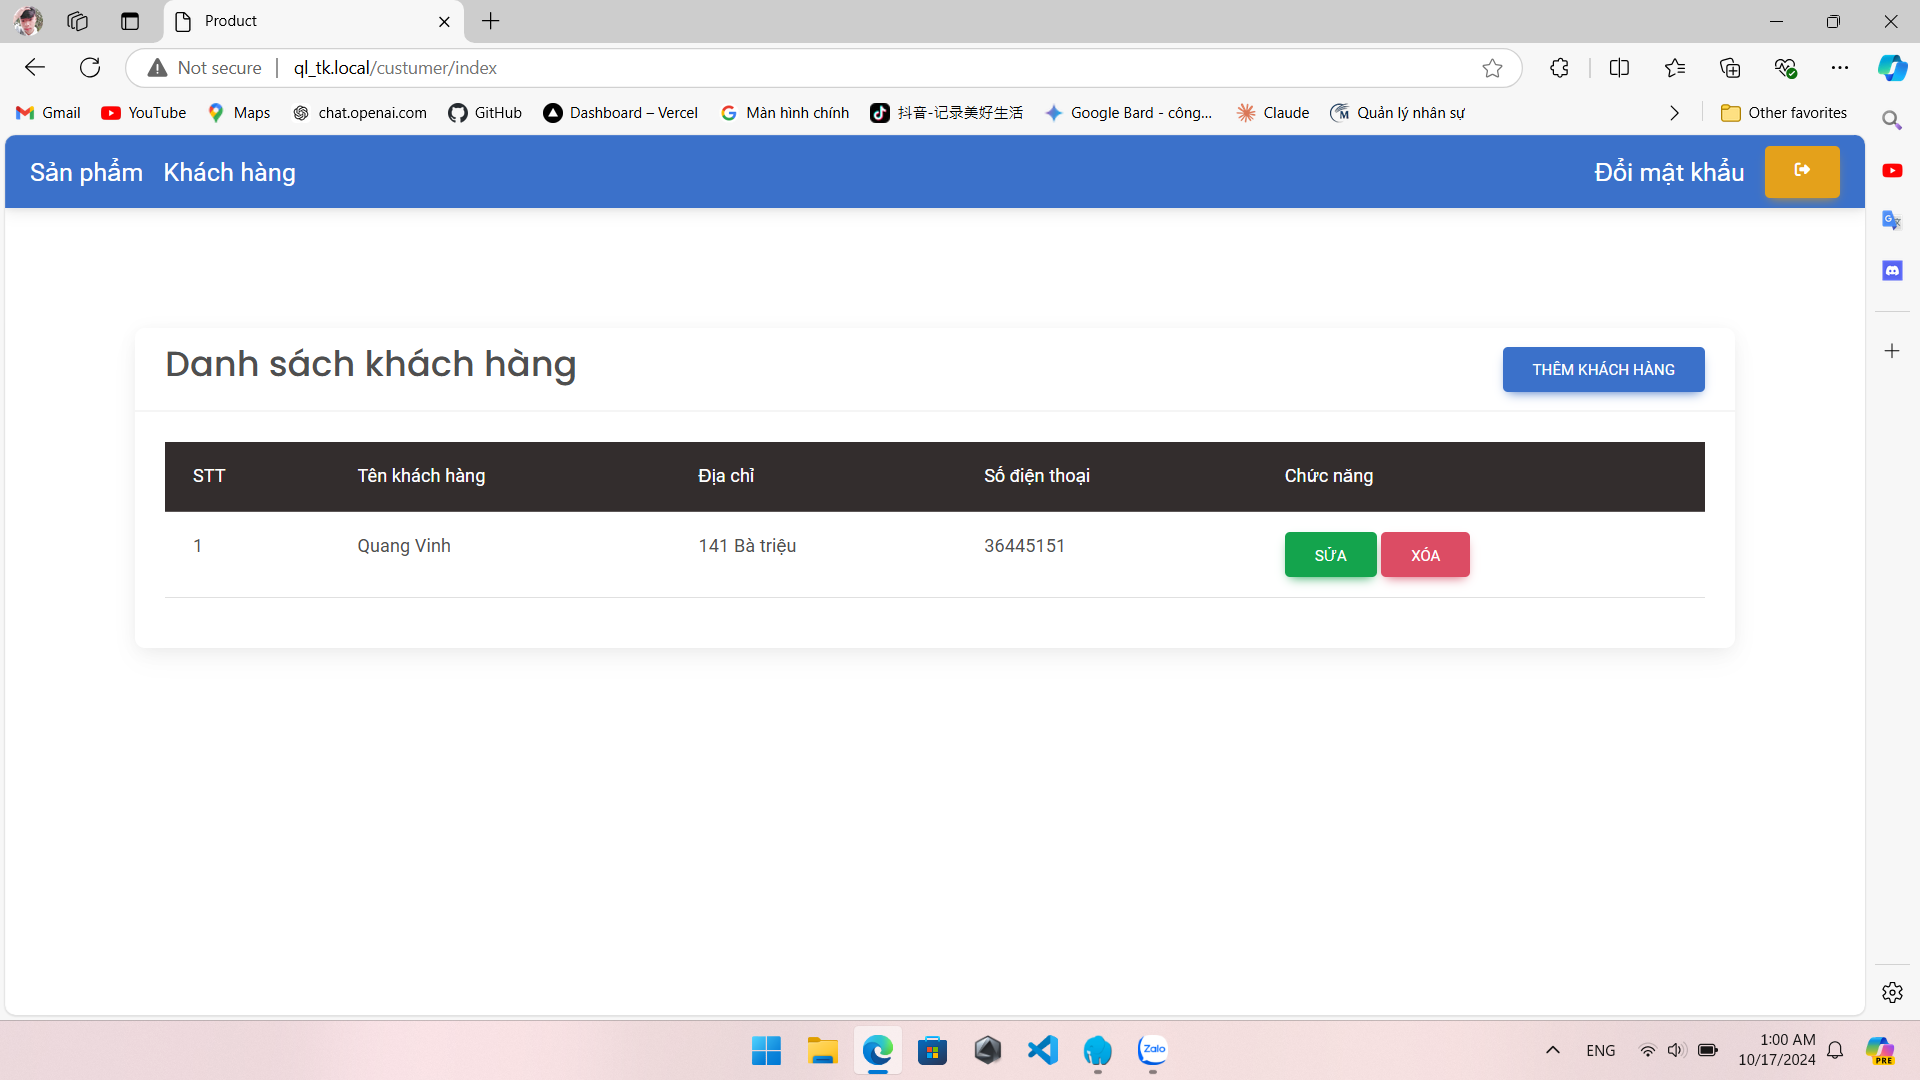 Product
Not secure
ql_tk.local/custumer/index
Gmail
YouTube
Maps
chat.openai.com
GitHub
Dashboard – Vercel
Màn hình chính
抖音-记录美好生活
Google Bard - công...
Claude
Quản lý nhân sự
Other favorites
Sản phẩm Khách hàng
Đổi mật khẩu
Danh sách khách hàng
THÊM KHÁCH HÀNG
STT Tên khách hàng Địa chỉ Số điện thoại Chức năng
1 Quang Vinh 141 Bà triệu 36445151 SỬA XÓA
Zalo
ENG
1:00 AM
10/17/2024
PRE